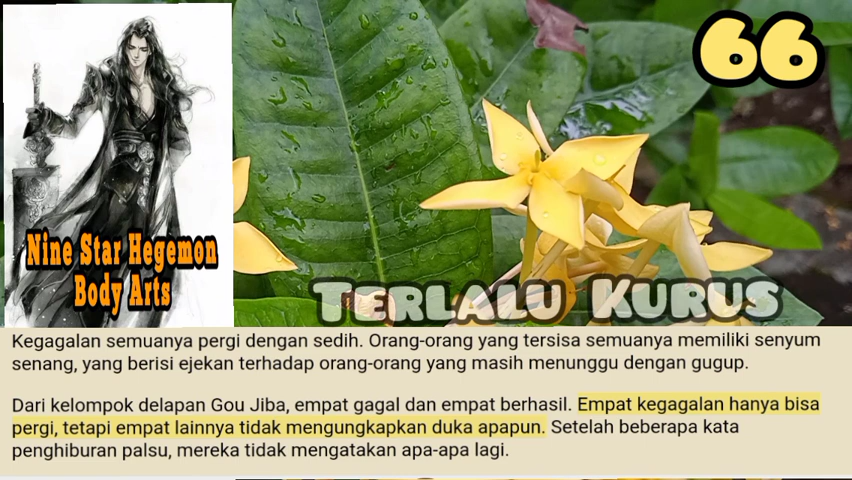 66
Nine Star Hegemon
Body Arts
TERLALU KURUS
Kegagalan semuanya pergi dengan sedih. Orang-orang yang tersisa semuanya memiliki senyum
senang, yang berisi ejekan terhadap orang-orang yang masih menunggu dengan gugup.
Dari kelompok delapan Gou Jiba, empat gagal dan empat berhasil. Empat kegagalan hanya bisa
pergi, tetapi empat lainnya tidak mengungkapkan duka apapun. Setelah beberapa kata
penghiburan palsu, mereka tidak mengatakan apa-apa lagi.